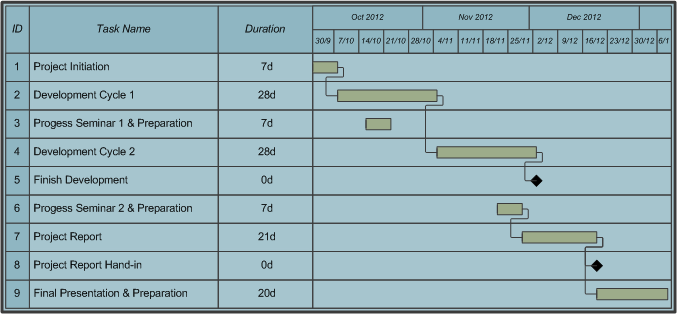 ID Task Name Duration Oct 2012 Nov 2012 Dec 2012
30/9 7/10 14/10 21/10 28/10 4/11 11/11 18/11 25/11 2/12 9/12 16/12 23/12 30/12 6/1
1 Project Initiation 7d
2 Development Cycle 1 28d
3 Progess Seminar 1 & Preparation 7d
4 Development Cycle 2 28d
5 Finish Development 0d
6 Progess Seminar 2 & Preparation 7d
7 Project Report 21d
8 Project Report Hand-in 0d
9 Final Presentation & Preparation 20d